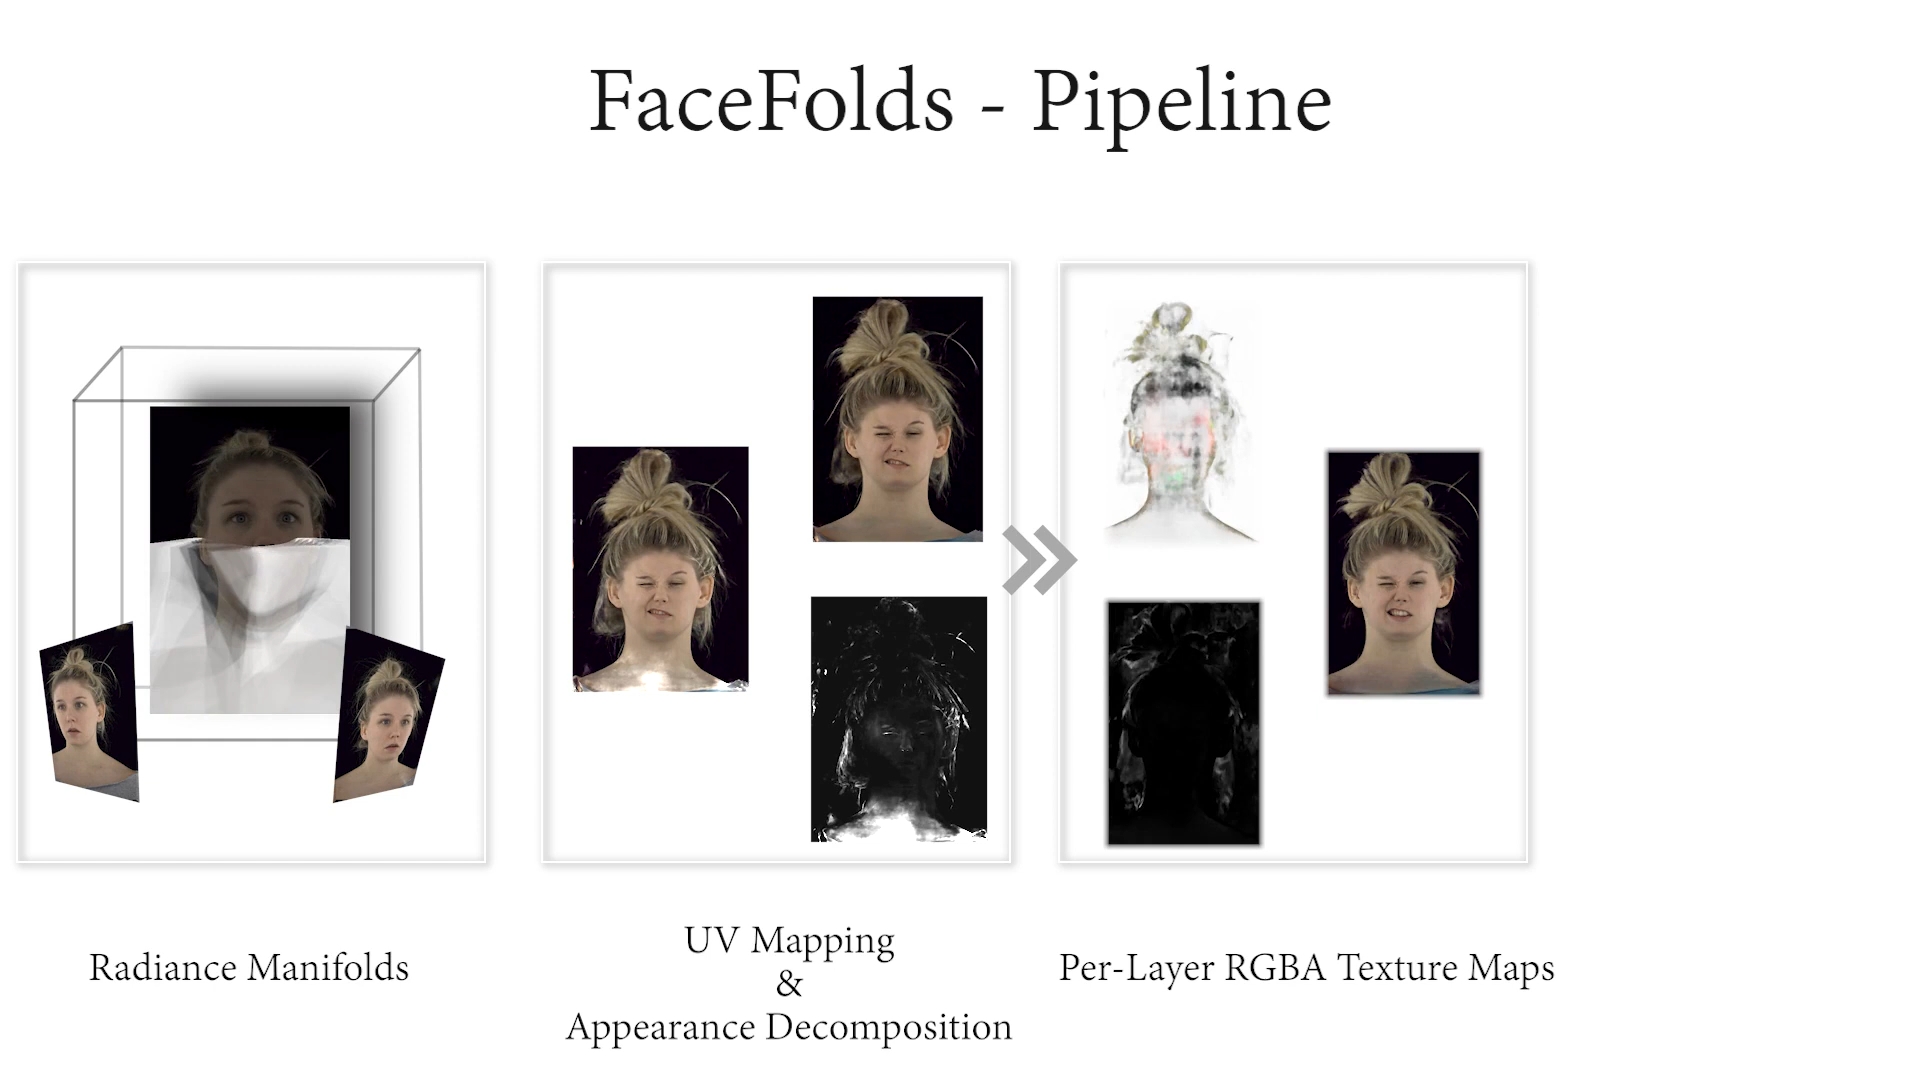 FaceFolds - Pipeline
Radiance Manifolds
UV Mapping
&
Appearance Decomposition
Per-Layer RGBA Texture Maps